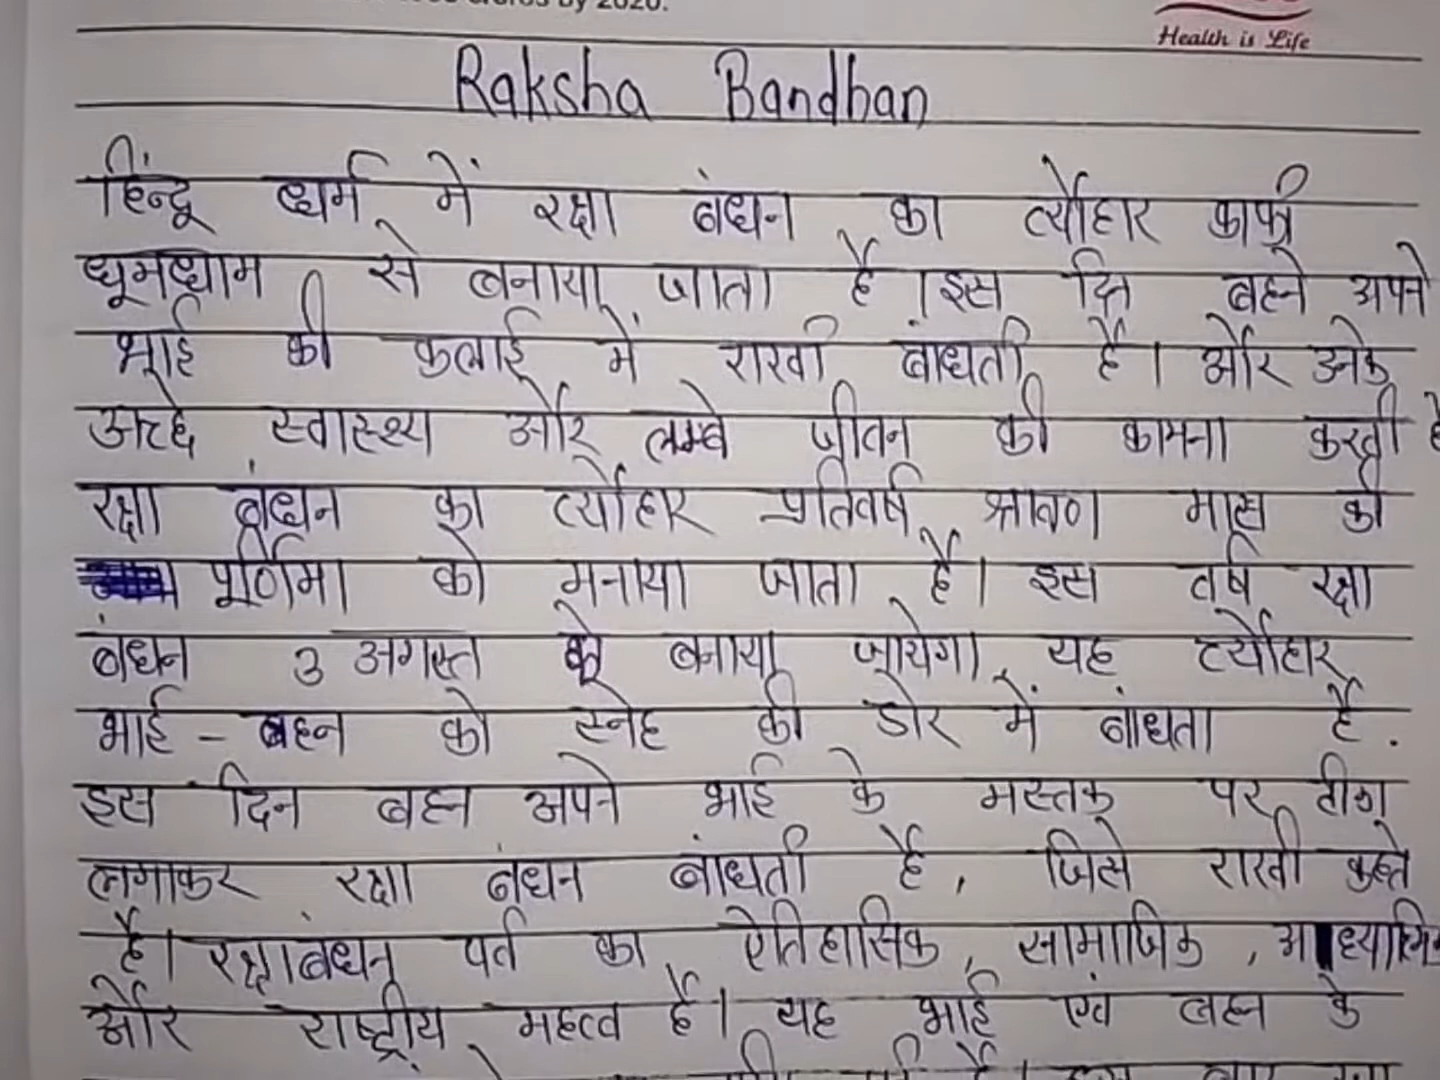 by 2020.
Health is Life
Raksha Bandhan
हिन्दू धर्म में रक्षा बंधन का त्यौहार काफी
धूमधाम से बनाया जाता है। इस दिन बहने अपने
भाई की कलाई में राखी बांधती है। और उनके
अच्छे स्वास्थ्य और लम्बे जीवन की कामना करती है
रक्षा बंधन का त्यौहार प्रतिवर्ष श्रावण मास की
पूर्णिमा को मनाया जाता है। इस वर्ष रक्षा
बंधन 3 अगस्त को बनाया जायेगा, यह त्यौहार
भाई - बहन को स्नेह की डोर में बांधता है.
इस दिन बहन अपने भाई के मस्तक पर टीका
लगाकर रक्षा बंधन बांधती है, जिसे राखी कहते
है। रक्षाबंधन पर्व का ऐतिहासिक, सामाजिक, आध्यात्मिक
और राष्ट्रीय महत्व है। यह भाई एवं बहन के